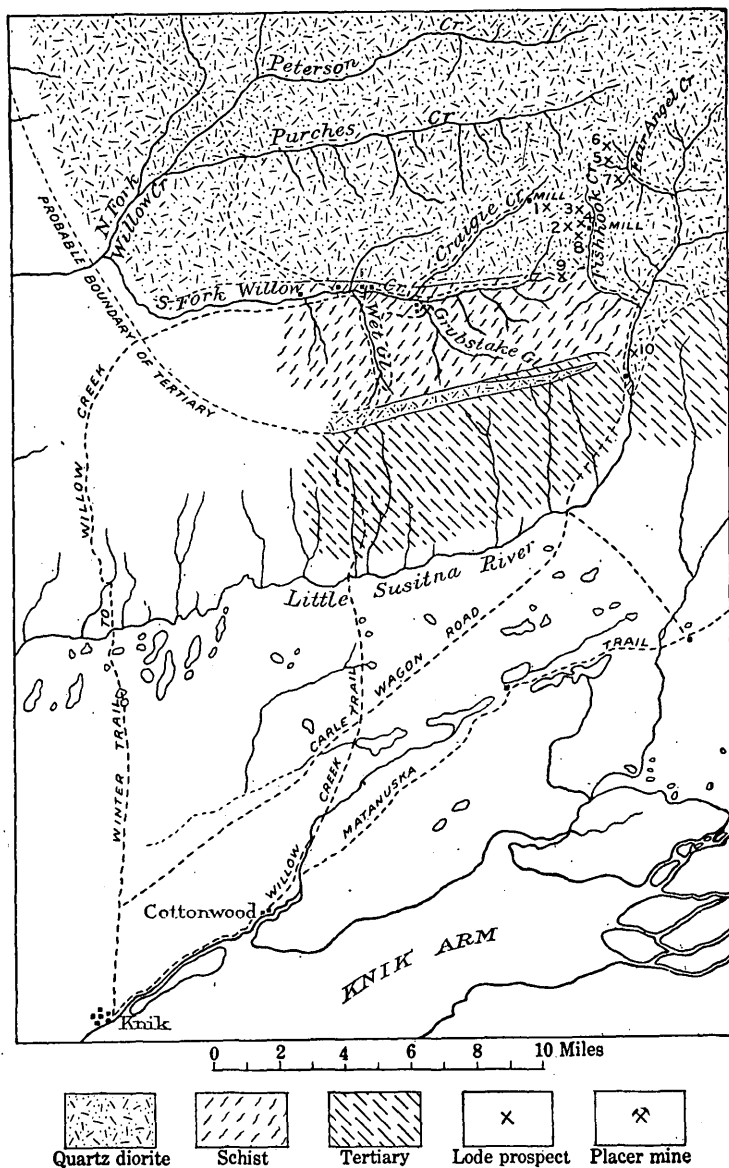 Peterson Cr
Purches Cr
N. Fork
Willow Cr
PROBABLE BOUNDARY OF TERTIARY
S. Fork Willow Cr
Craigie Cr
MILL
1
2
3
4
MILL
5
6
7
8
9
10
Fishhook Cr
Fair Angel Cr
Wet Gl
Grubstake Gl
WINTER TRAIL TO WILLOW CREEK
Little Susitna River
CARLE WAGON ROAD
TRAIL
MATANUSKA
WILLOW CREEK TRAIL
Cottonwood
KNIK ARM
Knik
0 2 4 6 8 10 Miles
Quartz diorite
Schist
Tertiary
Lode prospect
Placer mine